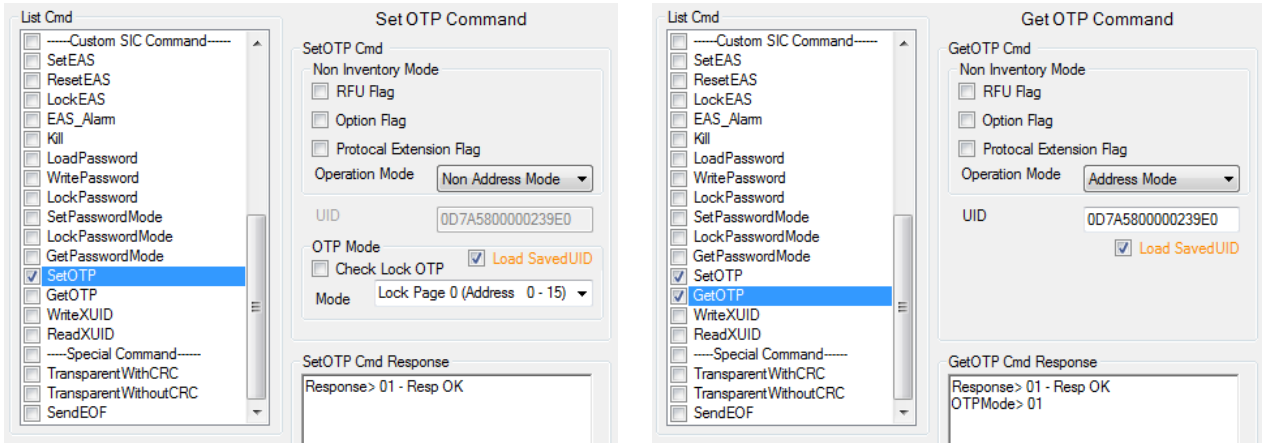 List Cmd
------Custom SIC Command------
SetEAS
ResetEAS
LockEAS
EAS_Alarm
Kill
LoadPassword
WritePassword
LockPassword
SetPasswordMode
LockPasswordMode
GetPasswordMode
SetOTP
GetOTP
WriteXUID
ReadXUID
-----Special Command------
TransparentWithCRC
TransparentWithoutCRC
SendEOF
Set OTP Command
SetOTP Cmd
Non Inventory Mode
RFU Flag
Option Flag
Protocal Extension Flag
Operation Mode Non Address Mode
UID 0D7A5800000239E0
OTP Mode Load SavedUID
Check Lock OTP
Mode Lock Page 0 (Address 0 - 15)
SetOTP Cmd Response
Response> 01 - Resp OK
List Cmd
------Custom SIC Command------
SetEAS
ResetEAS
LockEAS
EAS_Alarm
Kill
LoadPassword
WritePassword
LockPassword
SetPasswordMode
LockPasswordMode
GetPasswordMode
SetOTP
GetOTP
WriteXUID
ReadXUID
-----Special Command------
TransparentWithCRC
TransparentWithoutCRC
SendEOF
Get OTP Command
GetOTP Cmd
Non Inventory Mode
RFU Flag
Option Flag
Protocal Extension Flag
Operation Mode Address Mode
UID 0D7A5800000239E0
Load SavedUID
GetOTP Cmd Response
Response> 01 - Resp OK
OTPMode> 01